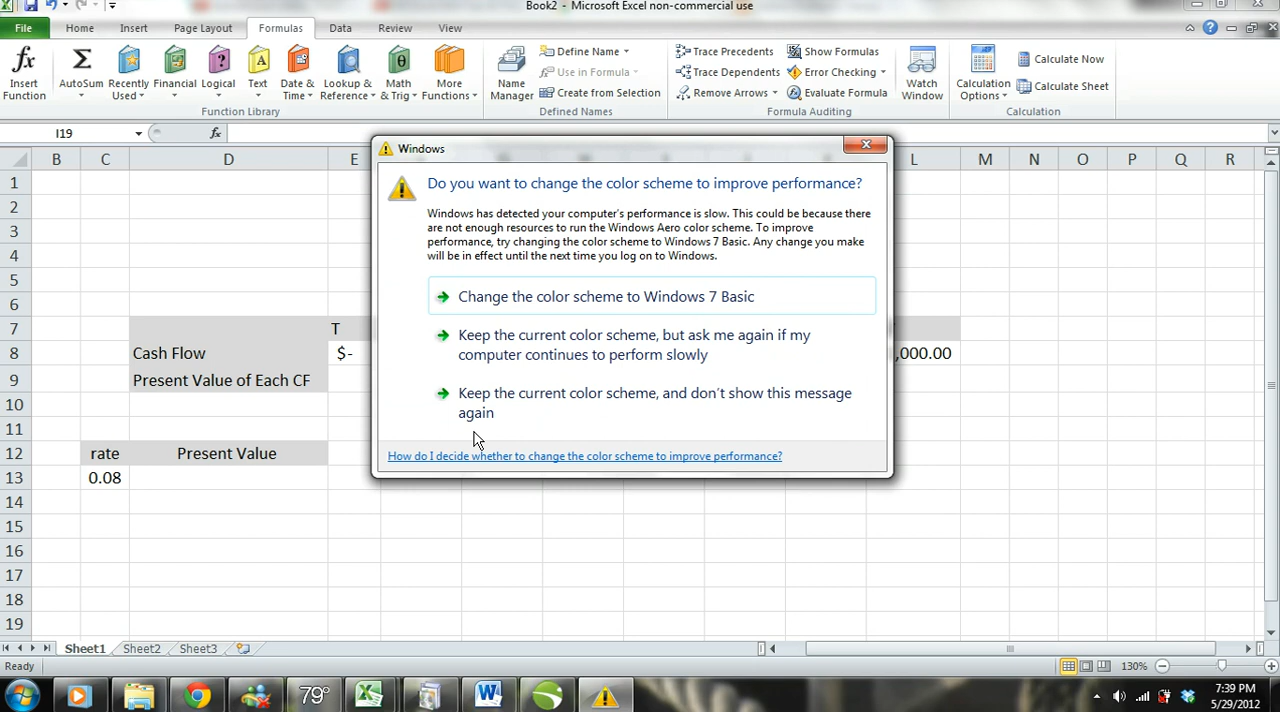 Book2 - Microsoft Excel non-commercial use
File Home Insert Page Layout Formulas Data Review View
fx Insert Function
Σ AutoSum
Recently Used
Financial
Logical
Text
Date & Time
Lookup & Reference
Math & Trig
More Functions
Function Library
Name Manager
Define Name
Use in Formula
Create from Selection
Defined Names
Trace Precedents
Trace Dependents
Remove Arrows
Show Formulas
Error Checking
Evaluate Formula
Formula Auditing
Watch Window
Calculation Options
Calculate Now
Calculate Sheet
Calculation
I19 fx
B C D E L M N O P Q R
1
2
3
4
5
6
7 T
8 Cash Flow $- ,000.00
9 Present Value of Each CF
10
11
12 rate Present Value
13 0.08
14
15
16
17
18
19
Windows
Do you want to change the color scheme to improve performance?
Windows has detected your computer's performance is slow. This could be because there
are not enough resources to run the Windows Aero color scheme. To improve
performance, try changing the color scheme to Windows 7 Basic. Any change you make
will be in effect until the next time you log on to Windows.
Change the color scheme to Windows 7 Basic
Keep the current color scheme, but ask me again if my
computer continues to perform slowly
Keep the current color scheme, and don't show this message
again
How do I decide whether to change the color scheme to improve performance?
Sheet1 Sheet2 Sheet3
Ready 130%
79°
7:39 PM
5/29/2012